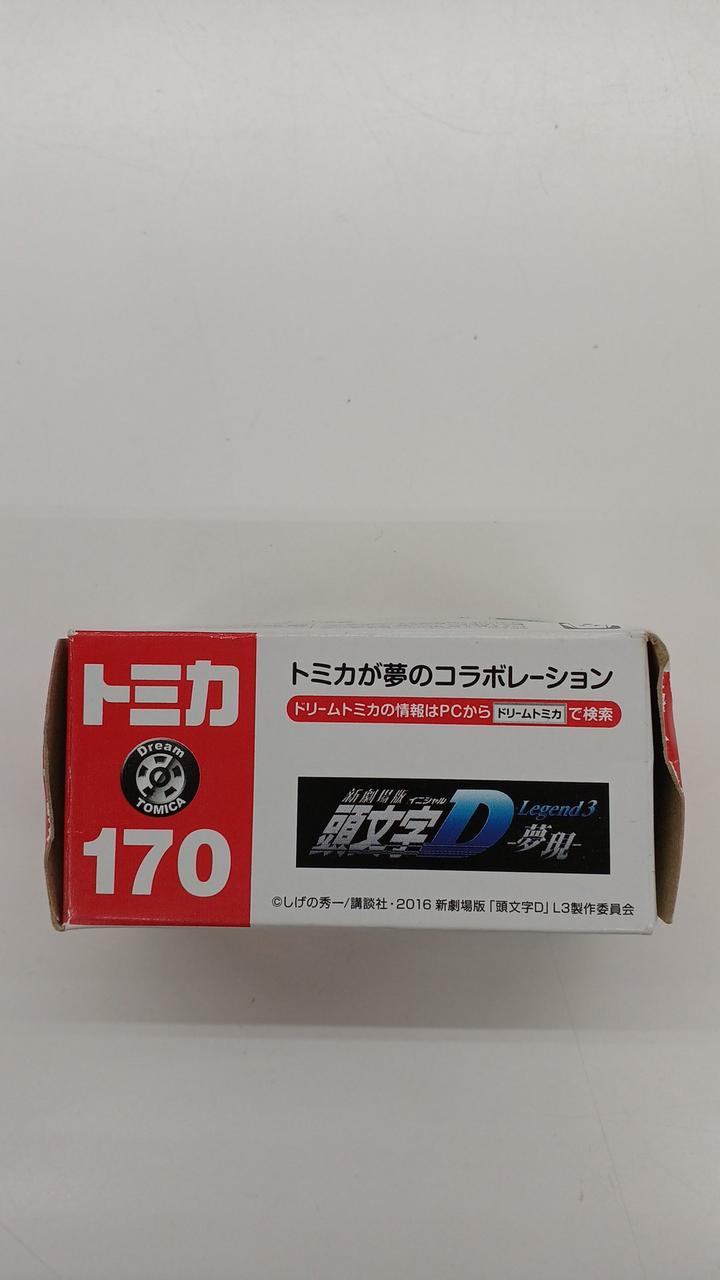 トミカ
Dream
TOMICA
170
トミカが夢のコラボレーション
ドリームトミカの情報はPCから ドリームトミカ で検索
新劇場版 イニシャル
頭文字D Legend 3
-夢現-
©しげの秀一/講談社・2016 新劇場版「頭文字D」L3製作委員会